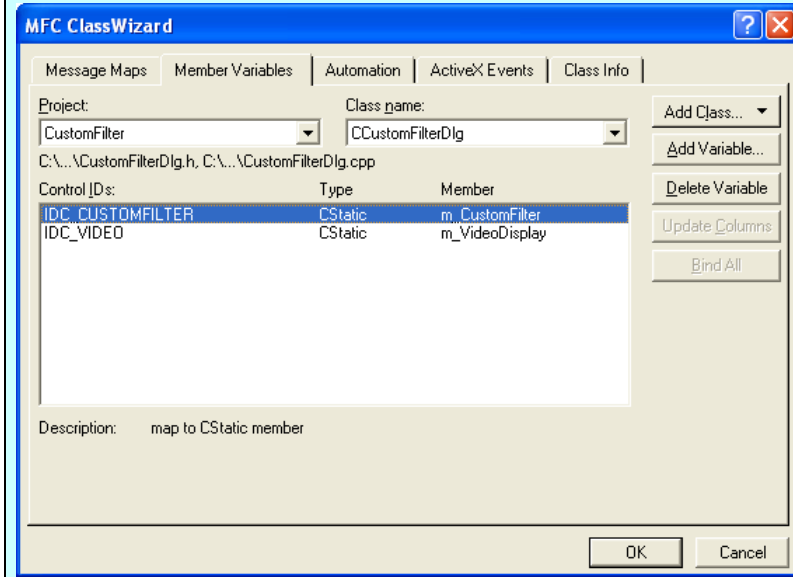 MFC ClassWizard
Message Maps Member Variables Automation ActiveX Events Class Info
Project: Class name:
CustomFilter CCustomFilterDlg
Add Class...
C:\...\CustomFilterDlg.h, C:\...\CustomFilterDlg.cpp
Add Variable...
Control IDs: Type Member
Delete Variable
IDC_CUSTOMFILTER CStatic m_CustomFilter
IDC_VIDEO CStatic m_VideoDisplay
Update Columns
Bind All
Description: map to CStatic member
OK Cancel